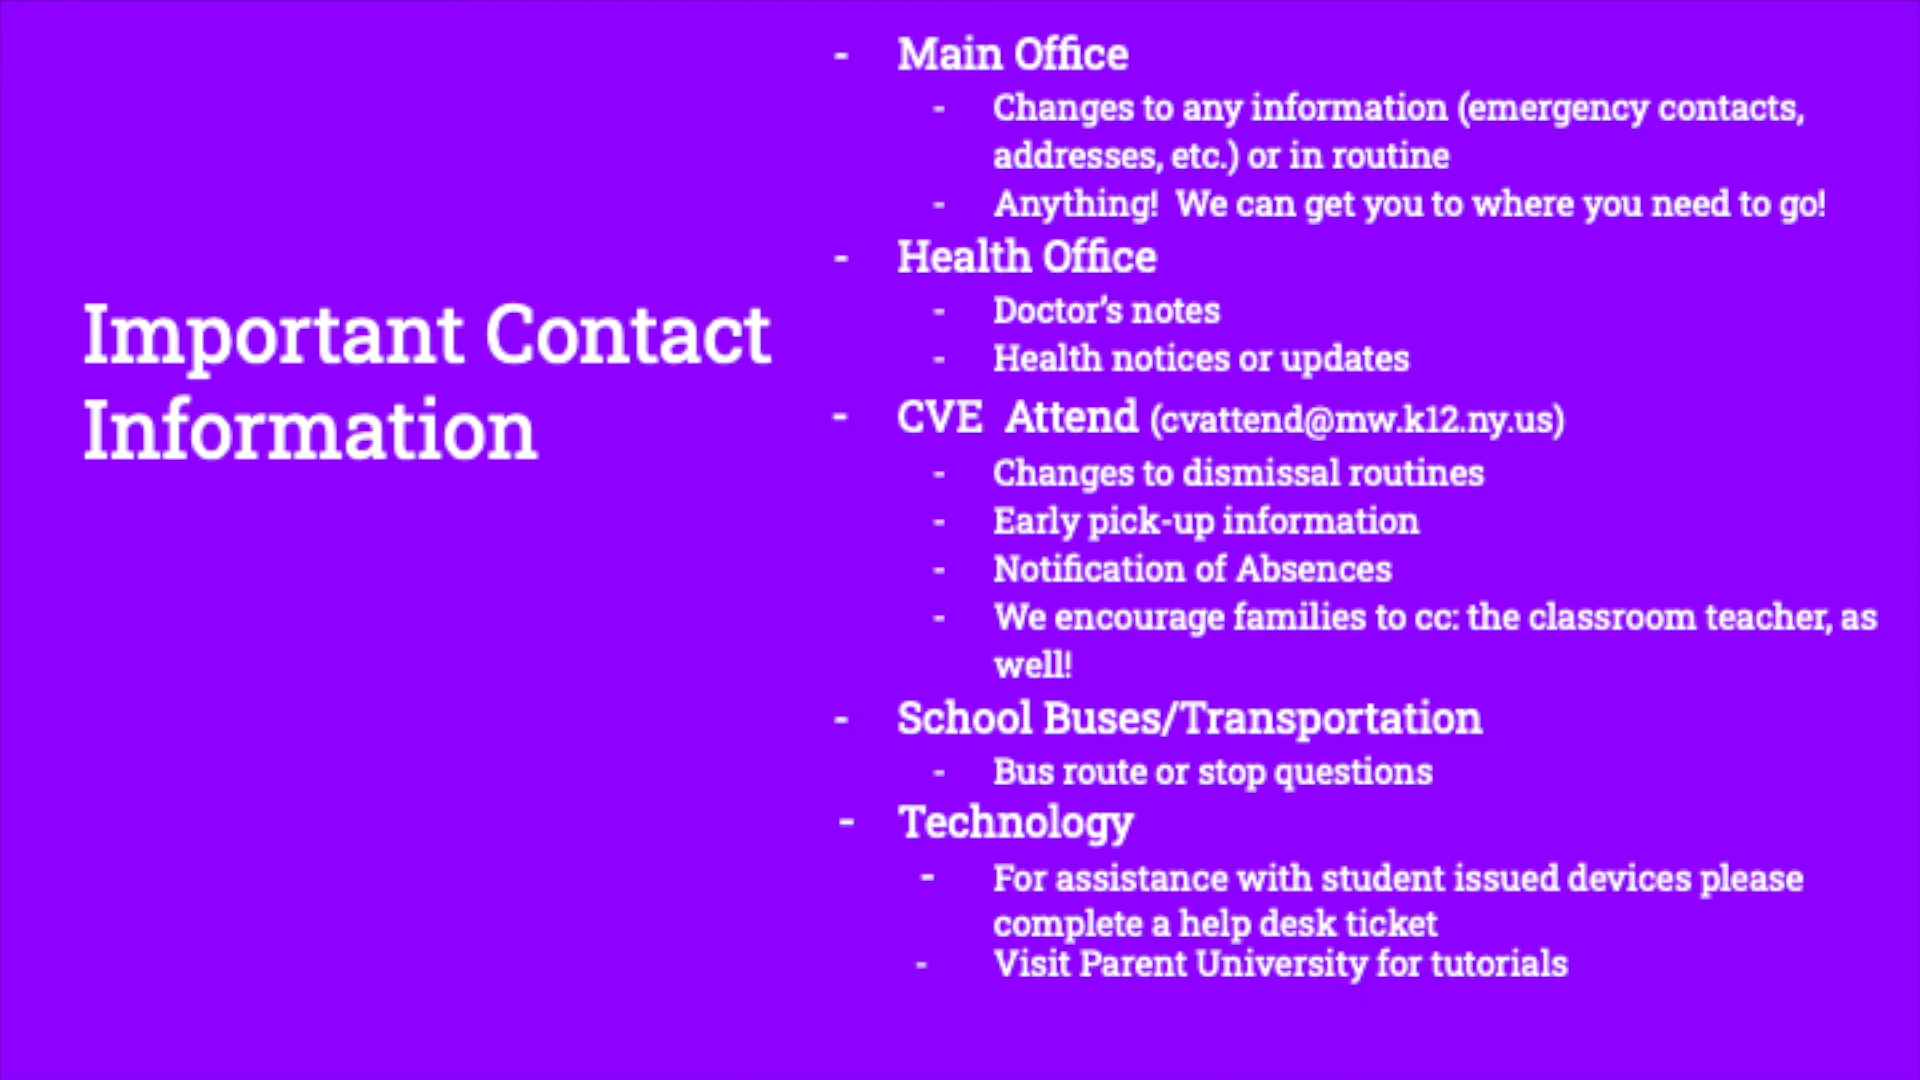 Important Contact
Information
- Main Office
- Changes to any information (emergency contacts,
addresses, etc.) or in routine
- Anything!  We can get you to where you need to go!
- Health Office
- Doctor's notes
- Health notices or updates
- CVE  Attend (cvattend@mw.k12.ny.us)
- Changes to dismissal routines
- Early pick-up information
- Notification of Absences
- We encourage families to cc: the classroom teacher, as
well!
- School Buses/Transportation
- Bus route or stop questions
- Technology
- For assistance with student issued devices please
complete a help desk ticket
- Visit Parent University for tutorials